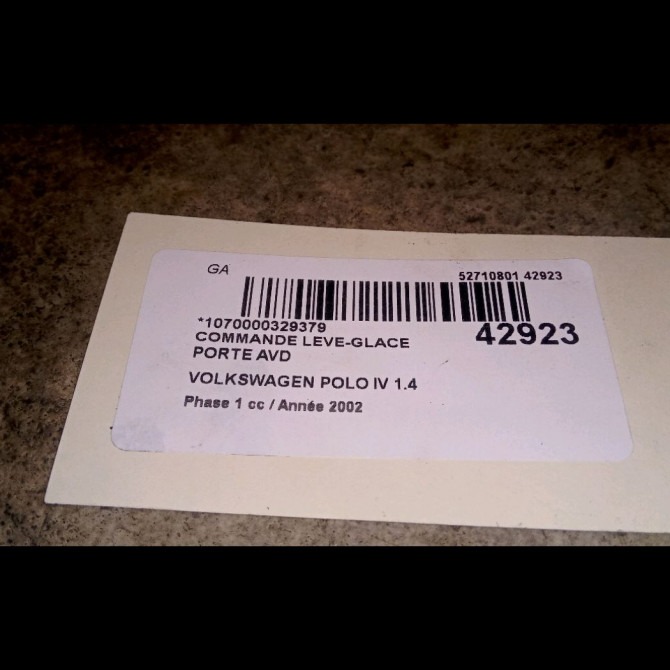 GA
52710801 42923
*1070000329379
42923
COMMANDE LEVE-GLACE
PORTE AVD
VOLKSWAGEN POLO IV 1.4
Phase 1 cc / Année 2002